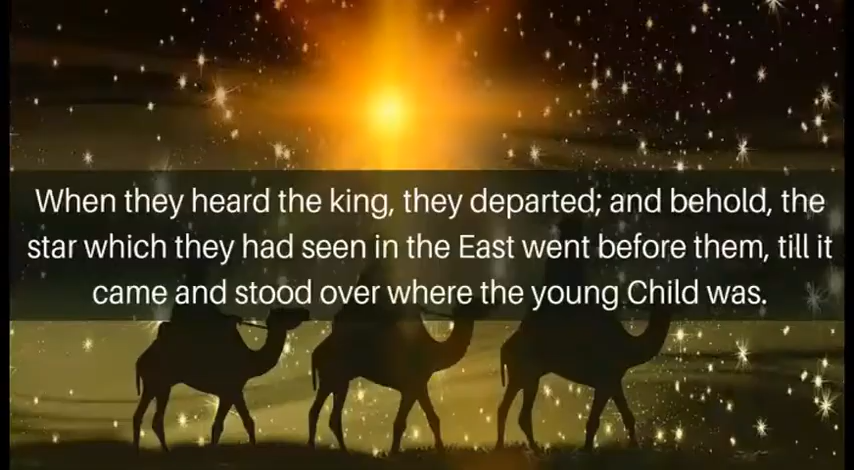 When they heard the king, they departed; and behold, the
star which they had seen in the East went before them, till it
came and stood over where the young Child was.